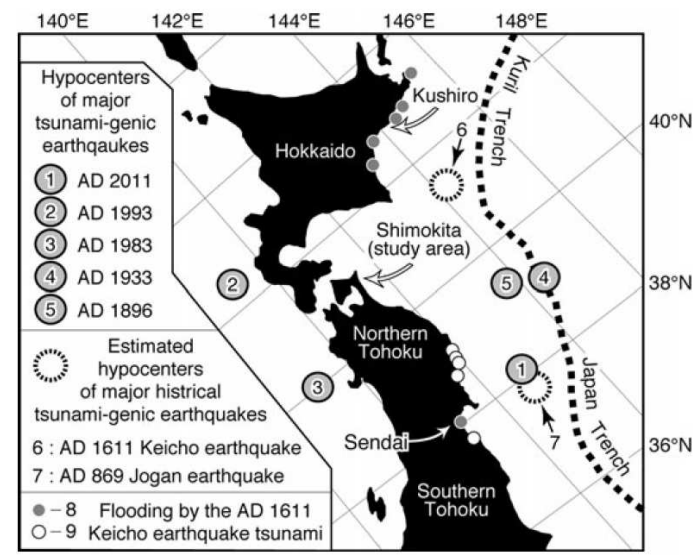 140°E 142°E 144°E 146°E 148°E
Hypocenters
of major
tsunami-genic
earthqaukes
1 AD 2011
2 AD 1993
3 AD 1983
4 AD 1933
5 AD 1896
Estimated
hypocenters
of major histrical
tsunami-genic earthquakes
6 : AD 1611 Keicho earthquake
7 : AD 869 Jogan earthquake
– 8 Flooding by the AD 1611
– 9 Keicho earthquake tsunami
Kushiro
Hokkaido
Shimokita
(study area)
Northern
Tohoku
Sendai
Southern
Tohoku
Kuril
Trench
Japan
Trench
6
2
5
4
3
1
7
40°N
38°N
36°N